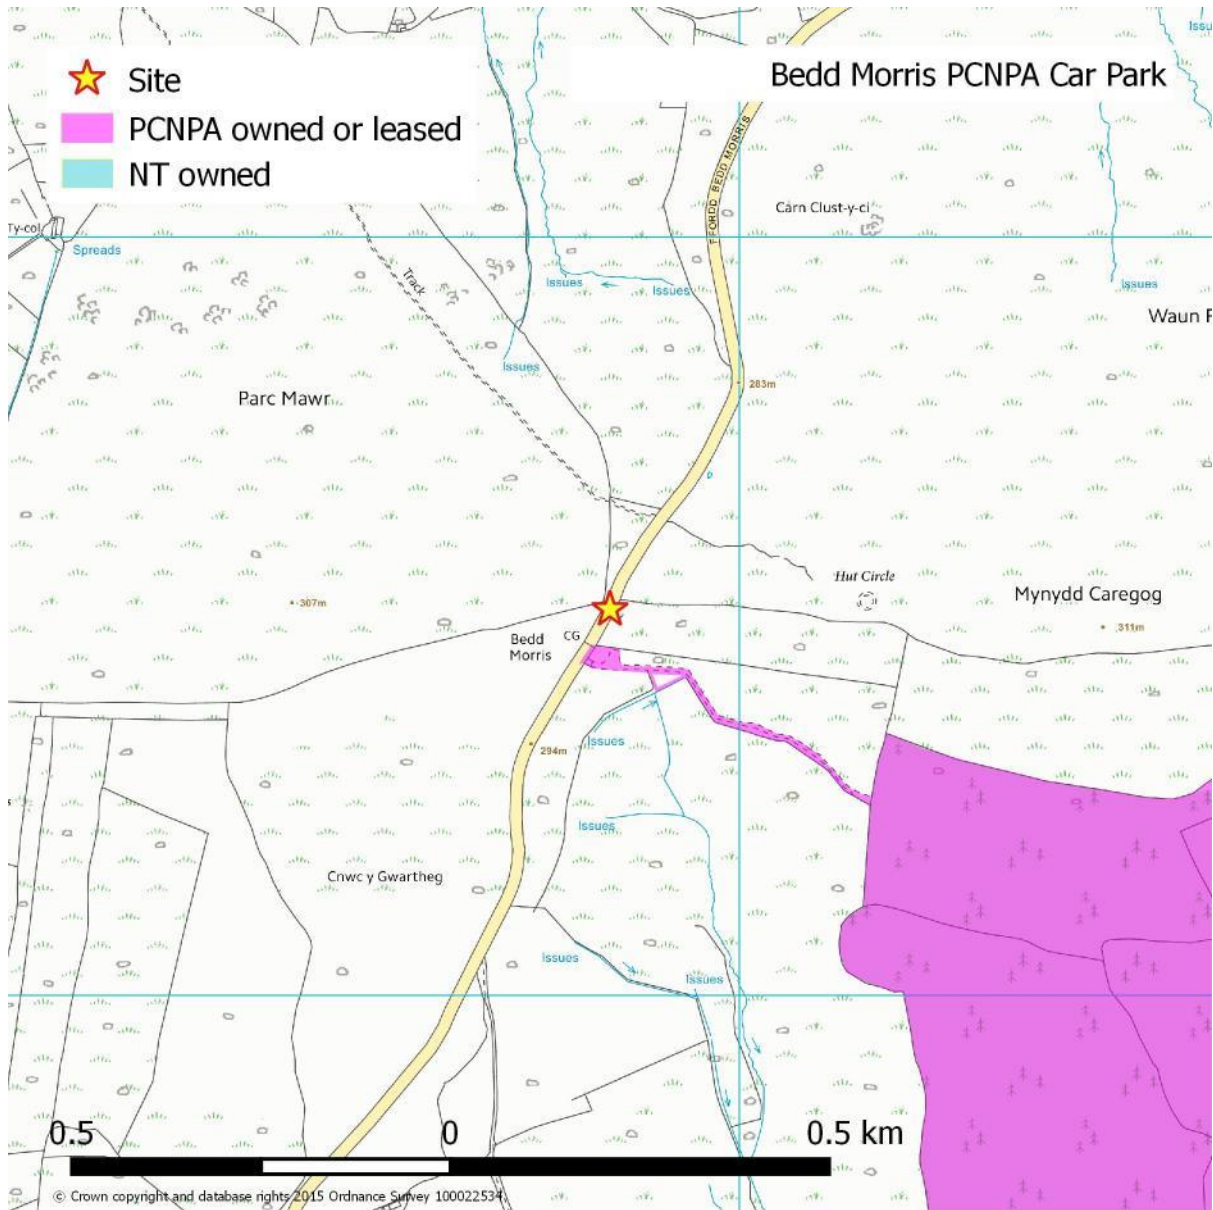 Issu
Site
Bedd Morris PCNPA Car Park
PCNPA owned or leased
NT owned
FFORDD BEDD MORRIS
Carn Clust-y-ci
Ty-col
Spreads
Track
Issues
Issues
Issues
Waun F
Issues
283m
Parc Mawr
Hut Circle
307m
Mynydd Caregog
311m
Bedd
Morris
CG
Issues
294m
Issues
Cnwc y Gwartheg
Issues
Issues
0.5 0 0.5 km
© Crown copyright and database rights 2015 Ordnance Survey 100022534